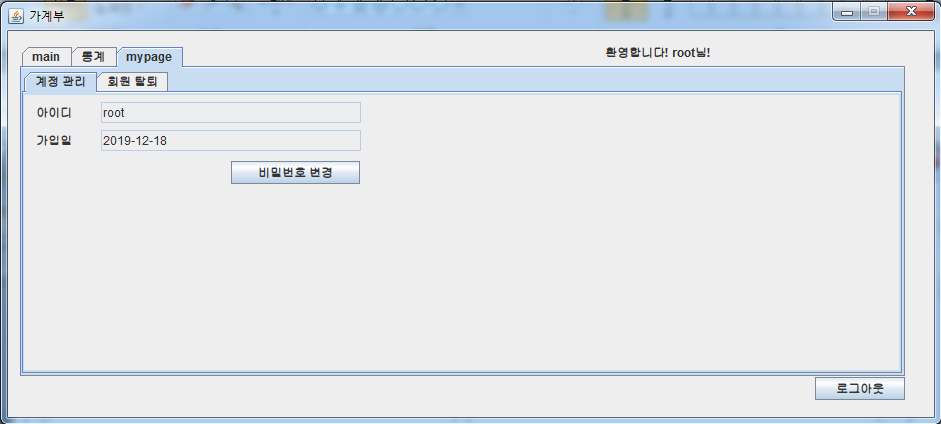 가계부
main 통계 mypage 환영합니다! root님!
계정 관리 회원 탈퇴
아이디 root
가입일 2019-12-18
비밀번호 변경
로그아웃